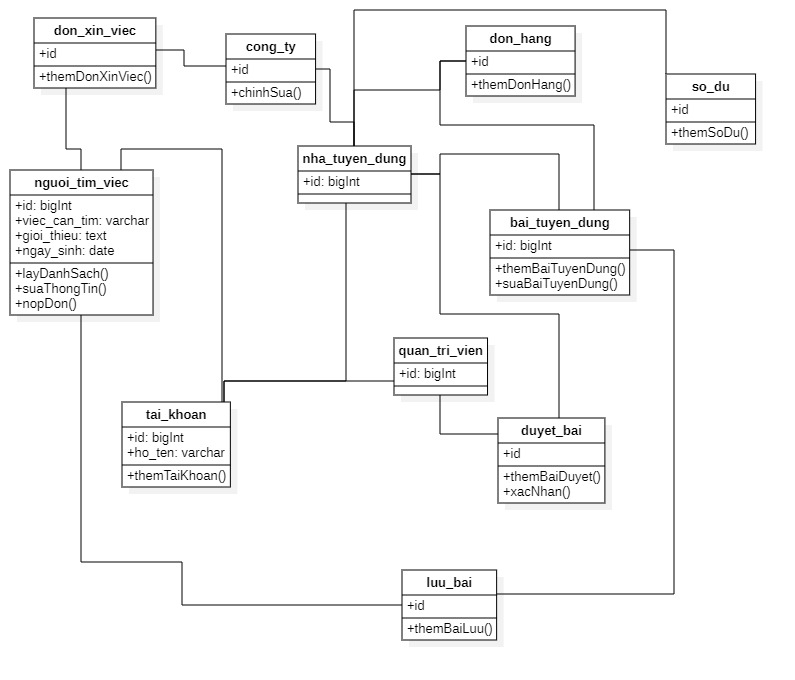 don_xin_viec
+id
+themDonXinViec()
cong_ty
+id
+chinhSua()
don_hang
+id
+themDonHang()
so_du
+id
+themSoDu()
nguoi_tim_viec
+id: bigInt
+viec_can_tim: varchar
+gioi_thieu: text
+ngay_sinh: date
+layDanhSach()
+suaThongTin()
+nopDon()
nha_tuyen_dung
+id: bigInt
bai_tuyen_dung
+id: bigInt
+themBaiTuyenDung()
+suaBaiTuyenDung()
quan_tri_vien
+id: bigInt
tai_khoan
+id: bigInt
+ho_ten: varchar
+themTaiKhoan()
duyet_bai
+id
+themBaiDuyet()
+xacNhan()
luu_bai
+id
+themBaiLuu()